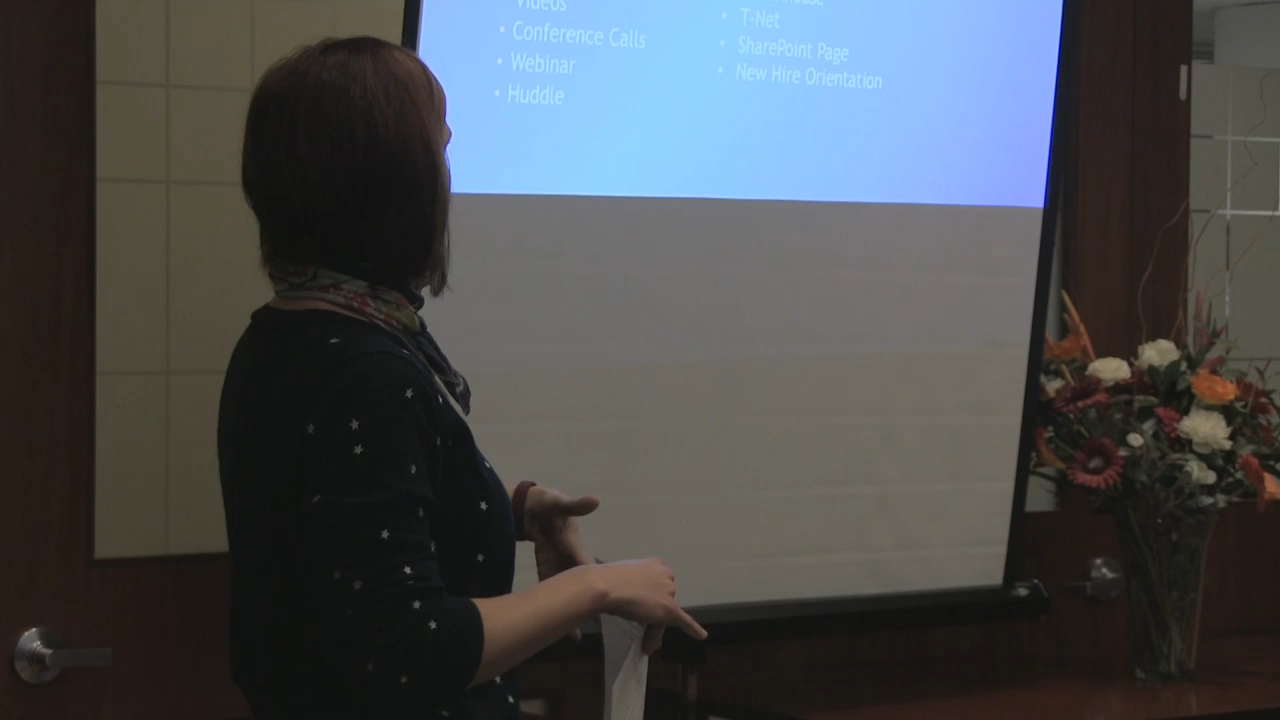 Videos
• Conference Calls
• Webinar
• Huddle
• T-Net
• SharePoint Page
• New Hire Orientation